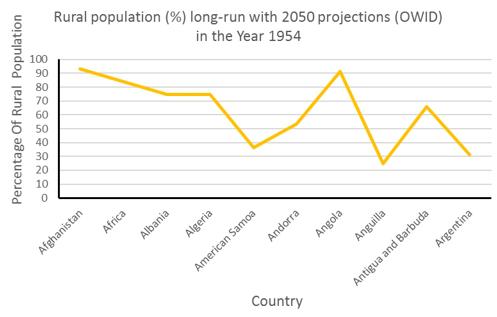 Rural population (%) long-run with 2050 projections (OWID)
in the Year 1954
Percentage Of Rural Population
100
90
80
70
60
50
40
30
20
10
0
Afghanistan
Africa
Albania
Algeria
American Samoa
Andorra
Angola
Anguilla
Antigua and Barbuda
Argentina
Country